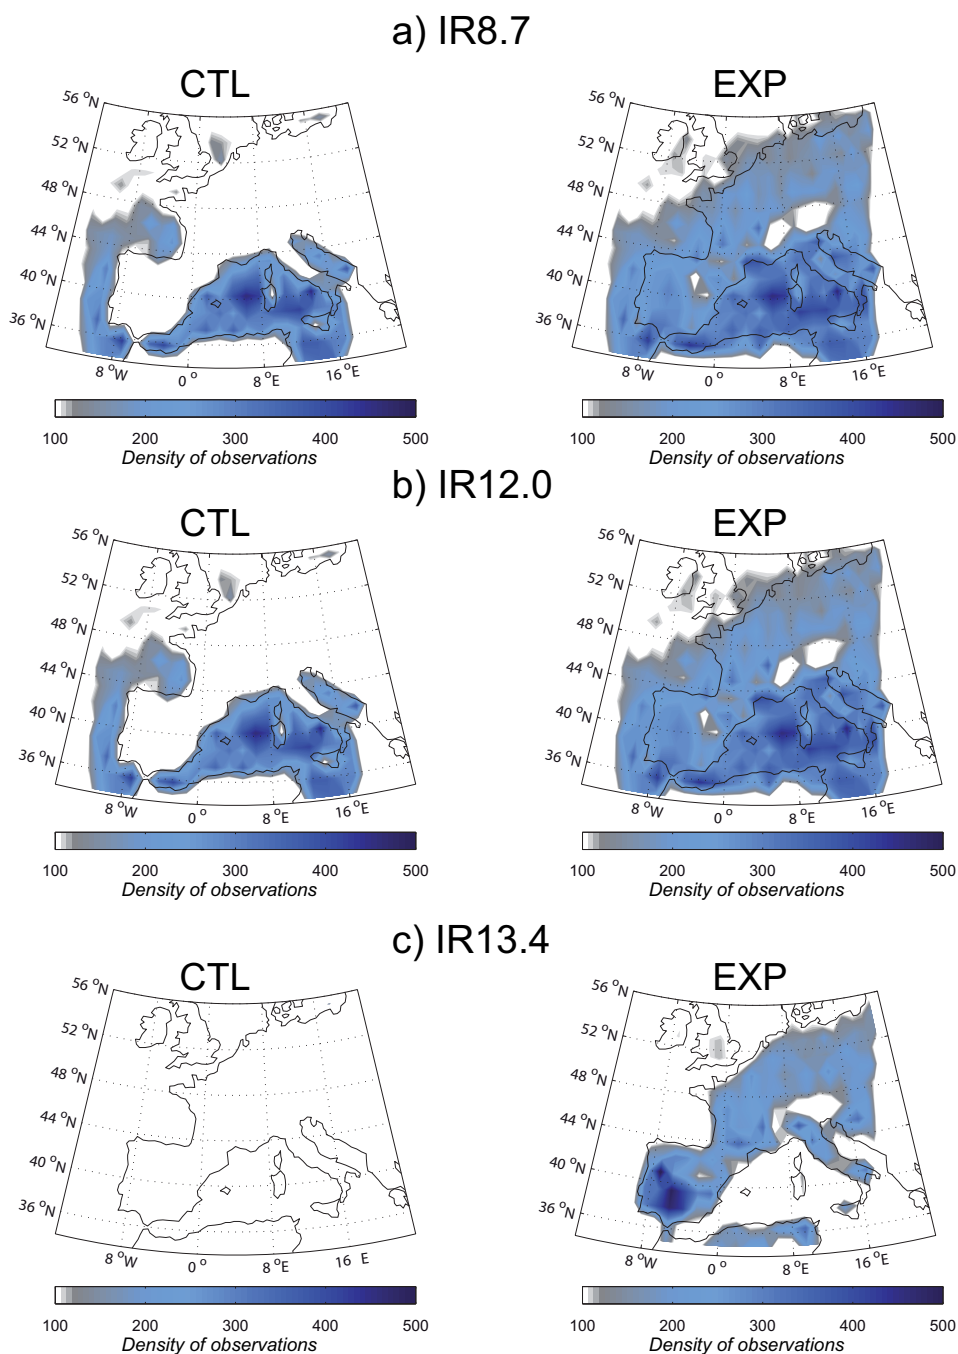 a) IR8.7
CTL EXP
56 °N 52 °N 48 °N 44 °N 40 °N 36 °N 8 °W 0 ° 8 °E 16 °E
56 °N 52 °N 48 °N 44 °N 40 °N 36 °N 8 °W 0 ° 8 °E 16 °E
100 200 300 400 500 100 200 300 400 500
Density of observations Density of observations
b) IR12.0
CTL EXP
56 °N 52 °N 48 °N 44 °N 40 °N 36 °N 8 °W 0 ° 8 °E 16 °E
56 °N 52 °N 48 °N 44 °N 40 °N 36 °N 8 °W 0 ° 8 °E 16 °E
100 200 300 400 500 100 200 300 400 500
Density of observations Density of observations
c) IR13.4
CTL EXP
56 °N 52 °N 48 °N 44 °N 40 °N 36 °N 8 °W 0 ° 8 °E 16 °E
56 °N 52 °N 48 °N 44 °N 40 °N 36 °N 8 °W 0 ° 8 °E 16 °E
100 200 300 400 500 100 200 300 400 500
Density of observations Density of observations